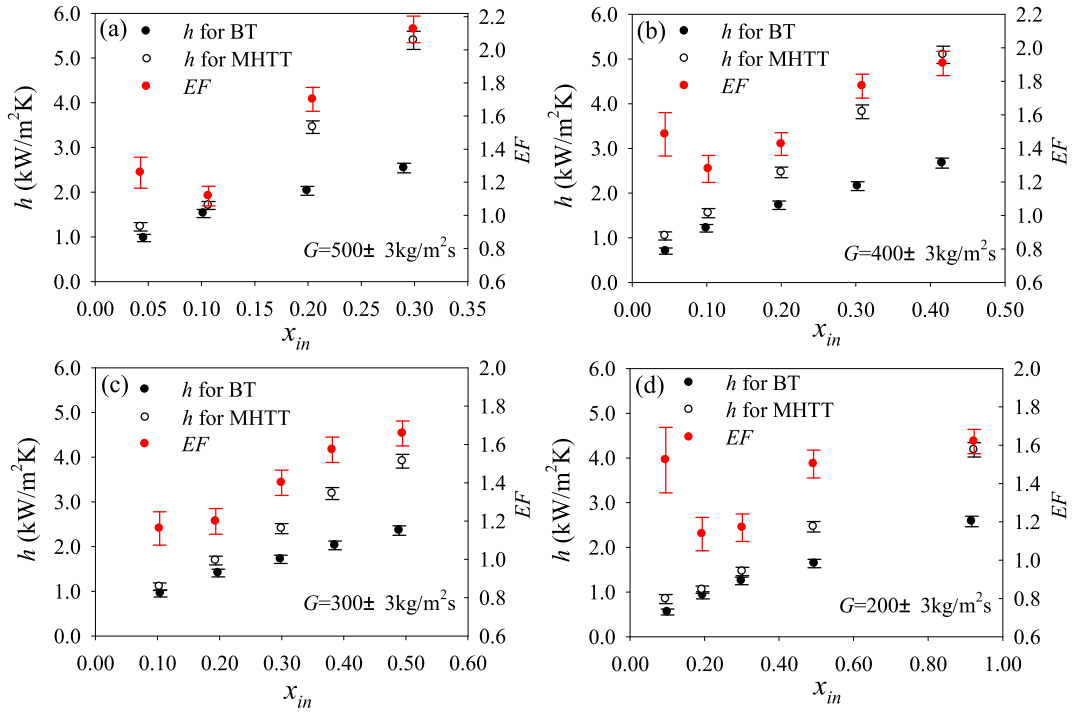 (a)
h for BT
h for MHTT
EF
G=500± 3kg/m²s
h (kW/m²K)
6.0
5.0
4.0
3.0
2.0
1.0
0.0
2.2
2.0
1.8
1.6
1.4
1.2
1.0
0.8
0.6
EF
0.00 0.05 0.10 0.15 0.20 0.25 0.30 0.35
x_in
(b)
h for BT
h for MHTT
EF
G=400± 3kg/m²s
h (kW/m²K)
6.0
5.0
4.0
3.0
2.0
1.0
0.0
2.2
2.0
1.8
1.6
1.4
1.2
1.0
0.8
0.6
EF
0.00 0.10 0.20 0.30 0.40 0.50
x_in
(c)
h for BT
h for MHTT
EF
G=300± 3kg/m²s
h (kW/m²K)
6.0
5.0
4.0
3.0
2.0
1.0
0.0
2.0
1.8
1.6
1.4
1.2
1.0
0.8
0.6
EF
0.00 0.10 0.20 0.30 0.40 0.50 0.60
x_in
(d)
h for BT
h for MHTT
EF
G=200± 3kg/m²s
h (kW/m²K)
6.0
5.0
4.0
3.0
2.0
1.0
0.0
2.0
1.8
1.6
1.4
1.2
1.0
0.8
0.6
EF
0.00 0.20 0.40 0.60 0.80 1.00
x_in